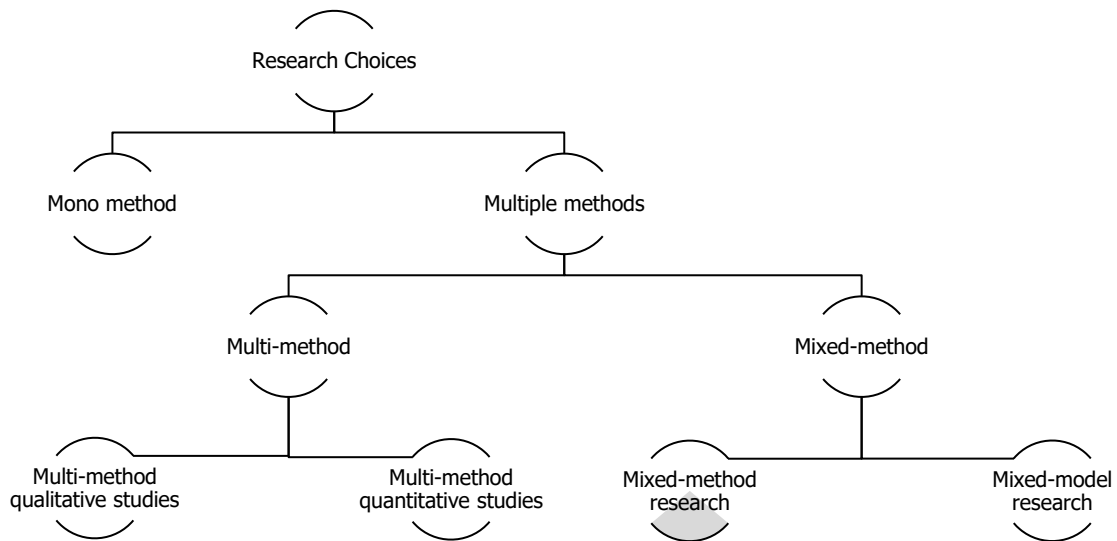 Research Choices
Mono method
Multiple methods
Multi-method
Mixed-method
Multi-method
qualitative studies
Multi-method
quantitative studies
Mixed-method
research
Mixed-model
research